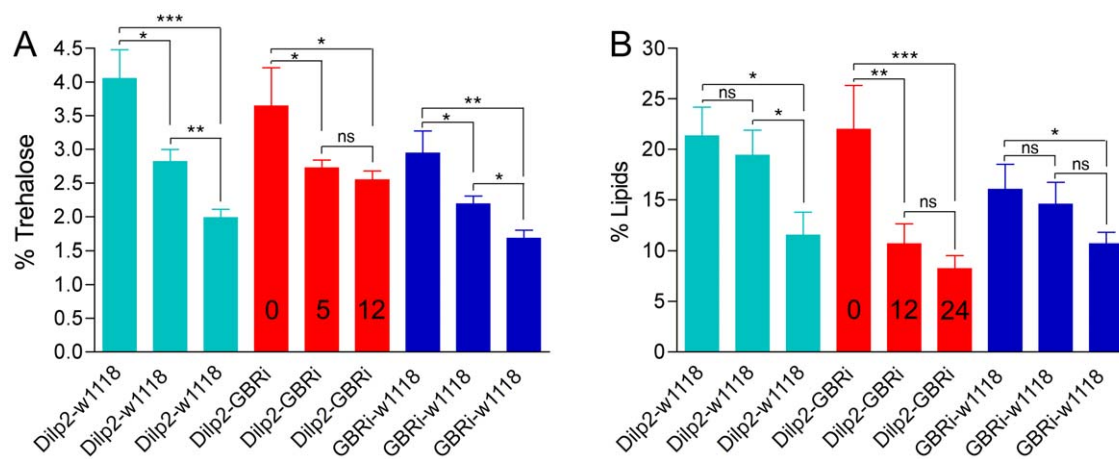 A
% Trehalose
4.5
4.0
3.5
3.0
2.5
2.0
1.5
1.0
0.5
0.0
***
*
**
*
*
ns
**
*
*
0
5
12
Dilp2-w1118
Dilp2-w1118
Dilp2-w1118
Dilp2-GBRi
Dilp2-GBRi
Dilp2-GBRi
GBRi-w1118
GBRi-w1118
GBRi-w1118
B
% Lipids
30
25
20
15
10
5
0
*
ns
*
***
**
ns
*
ns
ns
0
12
24
Dilp2-w1118
Dilp2-w1118
Dilp2-w1118
Dilp2-GBRi
Dilp2-GBRi
Dilp2-GBRi
GBRi-w1118
GBRi-w1118
GBRi-w1118